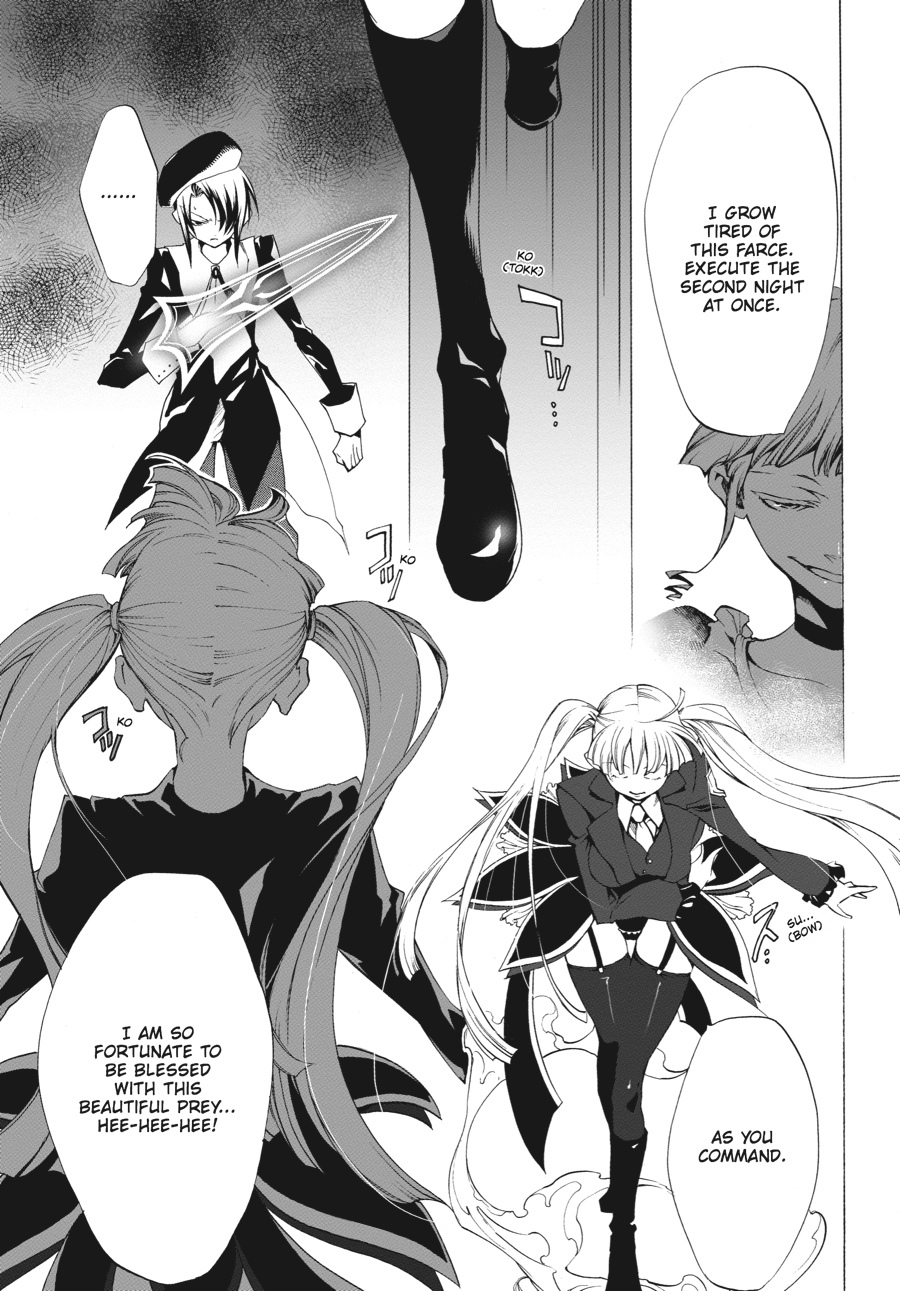 I GROW
TIRED OF
THIS FARCE.
EXECUTE THE
SECOND NIGHT
AT ONCE.
AS YOU
COMMAND.
SU...
(BOW)
ス...
KO
(TOKK)
コッ...
KO
コツッ
KO
コツッ
......
I AM SO
FORTUNATE TO
BE BLESSED
WITH THIS
BEAUTIFUL PREY...
HEE-HEE-HEE!